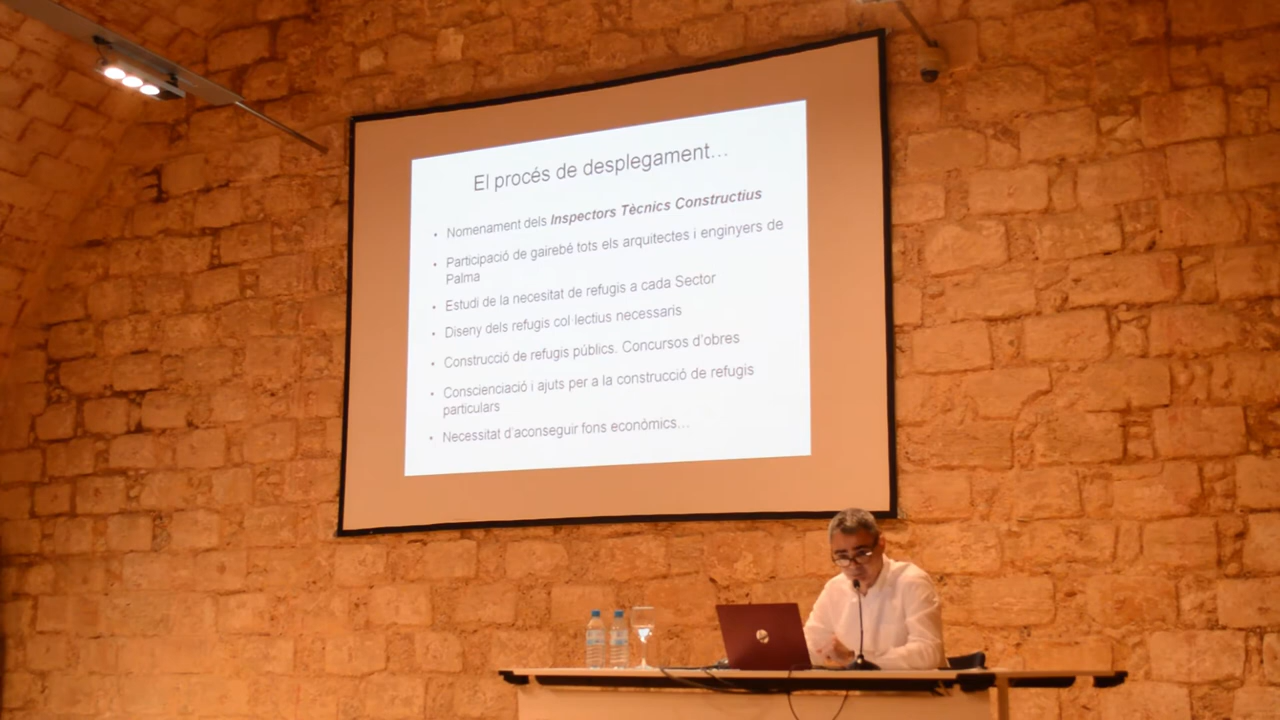 El procés de desplegament…
• Nomenament dels Inspectors Tècnics Constructius
• Participació de gairebé tots els arquitectes i enginyers de
Palma
• Estudi de la necesitat de refugis a cada Sector
• Diseny dels refugis col·lectius necessaris
• Construcció de refugis públics. Concursos d'obres
• Conscienciació i ajuts per a la construcció de refugis
particulars
• Necessitat d'aconseguir fons econòmics…